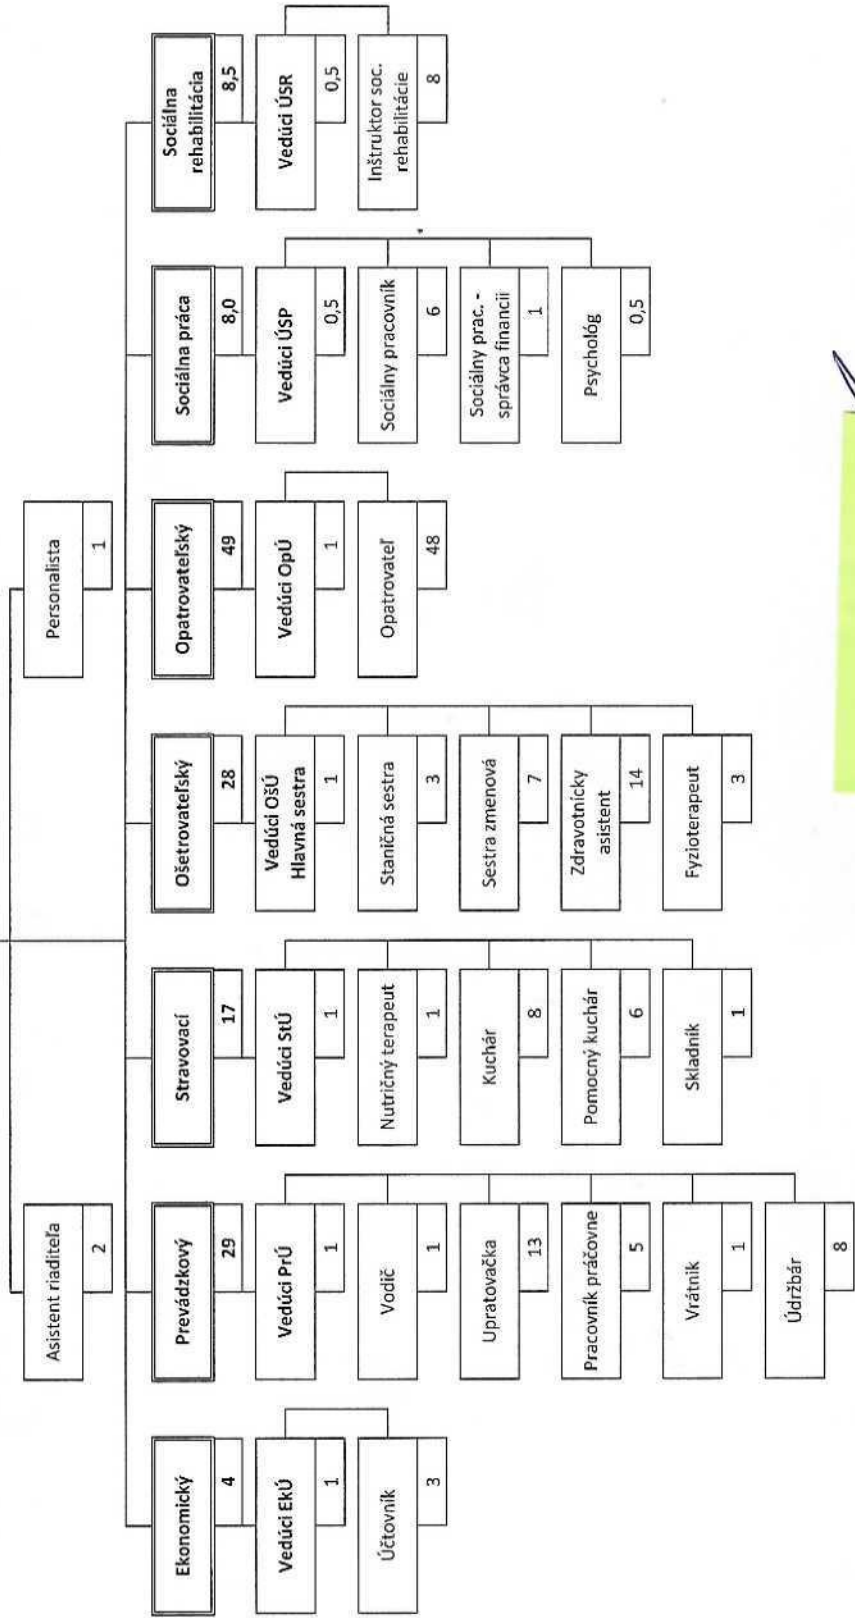 Asistent riaditeľa
2
Personalista
1
Ekonomický
4
Vedúci EkÚ
1
Účtovník
3
Prevádzkový
29
Vedúci PrÚ
1
Vodič
1
Upratovačka
13
Pracovník práčovne
5
Vrátnik
1
Údržbár
8
Stravovací
17
Vedúci StÚ
1
Nutričný terapeut
1
Kuchár
8
Pomocný kuchár
6
Skladník
1
Ošetrovateľský
28
Vedúci OšÚ
Hlavná sestra
1
Staničná sestra
3
Sestra zmenová
7
Zdravotnícky
asistent
14
Fyzioterapeut
3
Opatrovateľský
49
Vedúci OpÚ
1
Opatrovateľ
48
Sociálna práca
8,0
Vedúci ÚSP
0,5
Sociálny pracovník
6
Sociálny prac. -
správca financií
1
Psychológ
0,5
Sociálna
rehabilitácia
8,5
Vedúci ÚSR
0,5
Inštruktor soc.
rehabilitácie
8